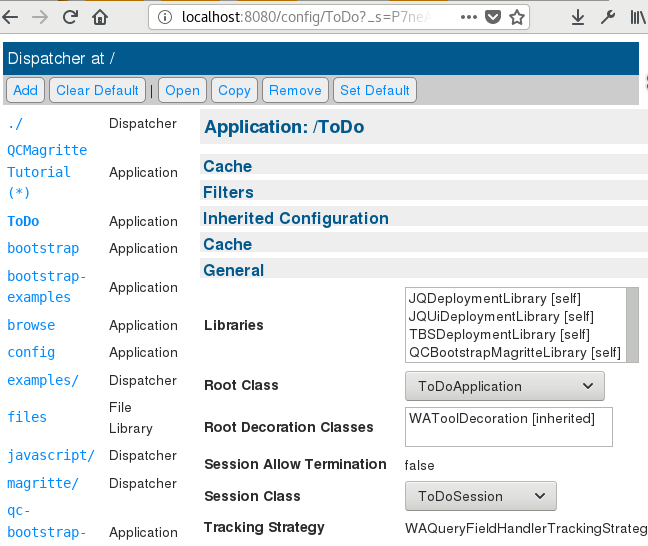 localhost:8080/config/ToDo?_s=P7ne
Dispatcher at /
Add Clear Default | Open Copy Remove Set Default
./ Dispatcher
QCMagritte
Tutorial Application
(*)
ToDo Application
bootstrap Application
bootstrap-
examples Application
browse Application
config Application
examples/ Dispatcher
files File
Library
javascript/ Dispatcher
magritte/ Dispatcher
qc-
bootstrap- Application
Application: /ToDo
Cache
Filters
Inherited Configuration
Cache
General
Libraries
JQDeploymentLibrary [self]
JQUiDeploymentLibrary [self]
TBSDeploymentLibrary [self]
QCBootstrapMagritteLibrary [self]
Root Class ToDoApplication
Root Decoration Classes WAToolDecoration [inherited]
Session Allow Termination false
Session Class ToDoSession
Tracking Strategy WAQueryFieldHandlerTrackingStrateg